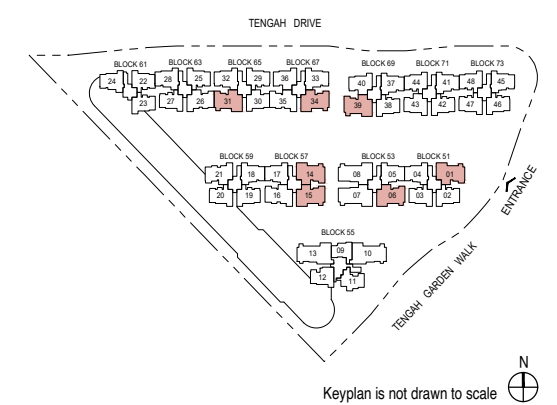 TENGAH DRIVE
BLOCK 61 BLOCK 63 BLOCK 65 BLOCK 67 BLOCK 69 BLOCK 71 BLOCK 73
24 22 28 25 32 29 36 33 40 37 44 41 48 45
23 27 26 31 30 35 34 39 38 43 42 47 46
BLOCK 59 BLOCK 57 BLOCK 53 BLOCK 51
21 18 17 14 08 05 04 01
20 19 16 15 07 06 03 02
ENTRANCE
BLOCK 55
13 09 10
12 11
TENGAH GARDEN WALK
N
Keyplan is not drawn to scale